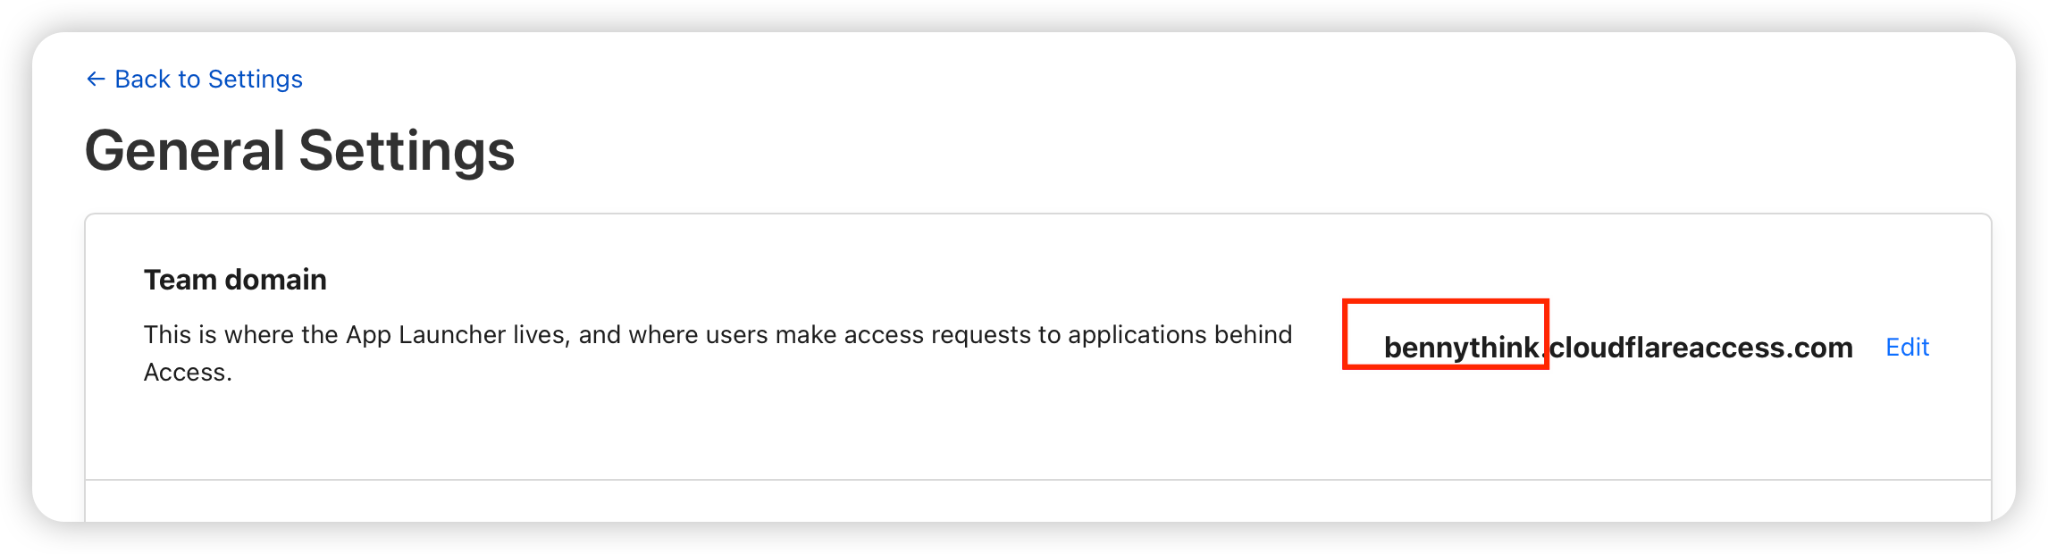 ← Back to Settings
General Settings
Team domain
This is where the App Launcher lives, and where users make access requests to applications behind
Access.
bennythink.cloudflareaccess.com Edit